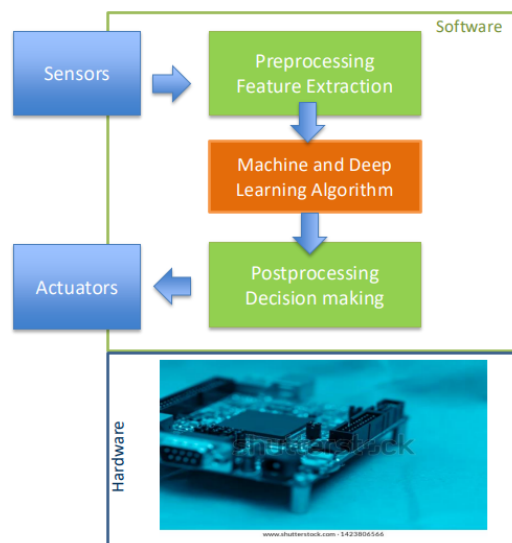 Software
Sensors
Preprocessing
Feature Extraction
Machine and Deep
Learning Algorithm
Actuators
Postprocessing
Decision making
Hardware
shutterstock
www.shutterstock.com · 1423806566